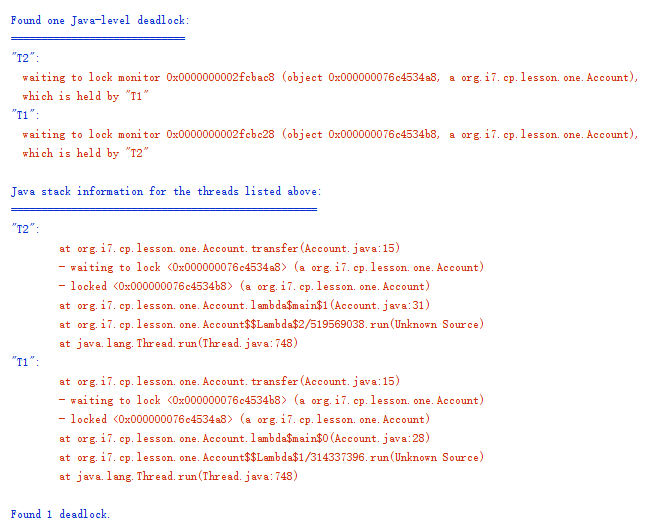 Found one Java-level deadlock:
=============================
"T2":
  waiting to lock monitor 0x0000000002fcbac8 (object 0x000000076c4534a8, a org.i7.cp.lesson.one.Account),
  which is held by "T1"
"T1":
  waiting to lock monitor 0x0000000002fcbc28 (object 0x000000076c4534b8, a org.i7.cp.lesson.one.Account),
  which is held by "T2"
Java stack information for the threads listed above:
===================================================
"T2":
        at org.i7.cp.lesson.one.Account.transfer(Account.java:15)
        - waiting to lock <0x000000076c4534a8> (a org.i7.cp.lesson.one.Account)
        - locked <0x000000076c4534b8> (a org.i7.cp.lesson.one.Account)
        at org.i7.cp.lesson.one.Account.lambda$main$1(Account.java:31)
        at org.i7.cp.lesson.one.Account$$Lambda$2/519569038.run(Unknown Source)
        at java.lang.Thread.run(Thread.java:748)
"T1":
        at org.i7.cp.lesson.one.Account.transfer(Account.java:15)
        - waiting to lock <0x000000076c4534b8> (a org.i7.cp.lesson.one.Account)
        - locked <0x000000076c4534a8> (a org.i7.cp.lesson.one.Account)
        at org.i7.cp.lesson.one.Account.lambda$main$0(Account.java:28)
        at org.i7.cp.lesson.one.Account$$Lambda$1/314337396.run(Unknown Source)
        at java.lang.Thread.run(Thread.java:748)
Found 1 deadlock.